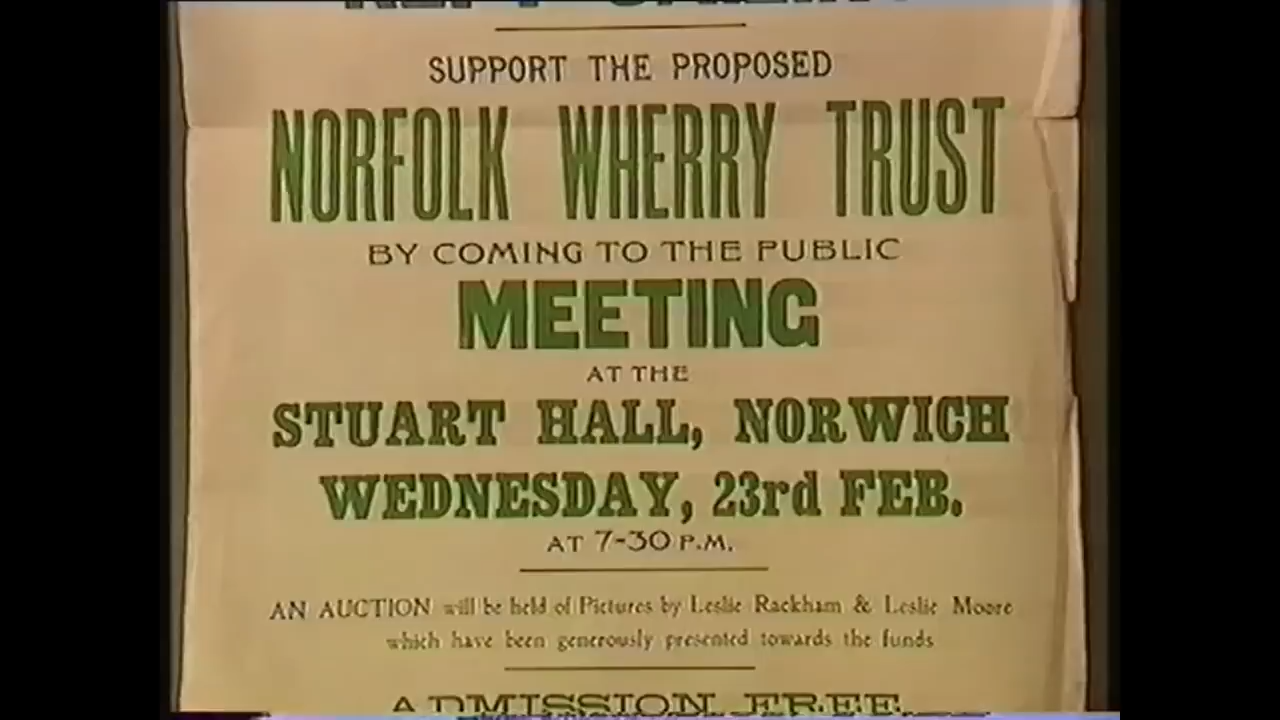 KEPT SAILING
SUPPORT THE PROPOSED
NORFOLK WHERRY TRUST
BY COMING TO THE PUBLIC
MEETING
AT THE
STUART HALL, NORWICH
WEDNESDAY, 23rd FEB.
AT 7-30 P.M.
AN AUCTION will be held of Pictures by Leslie Rackham & Leslie Moore
which have been generously presented towards the funds
ADMISSION FREE.